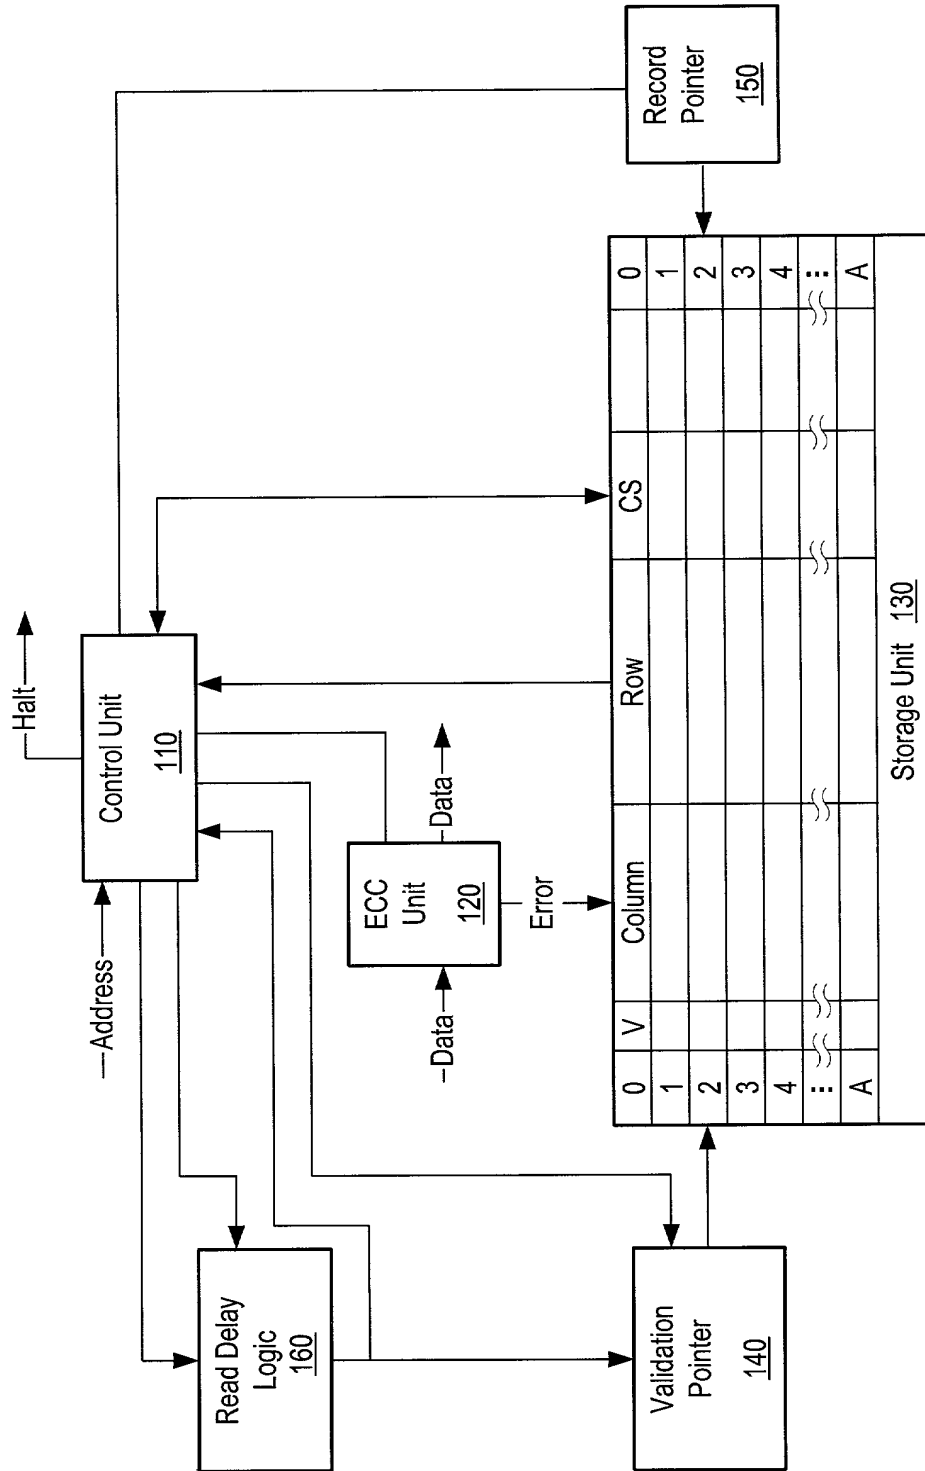 Halt
Address
Control Unit
110
Read Delay
Logic
160
ECC
Unit
120
Data
Data
Error
Validation
Pointer
140
Record
Pointer
150
0 V Column Row CS 0
1 1
2 2
3 3
4 4
... ...
A A
Storage Unit 130